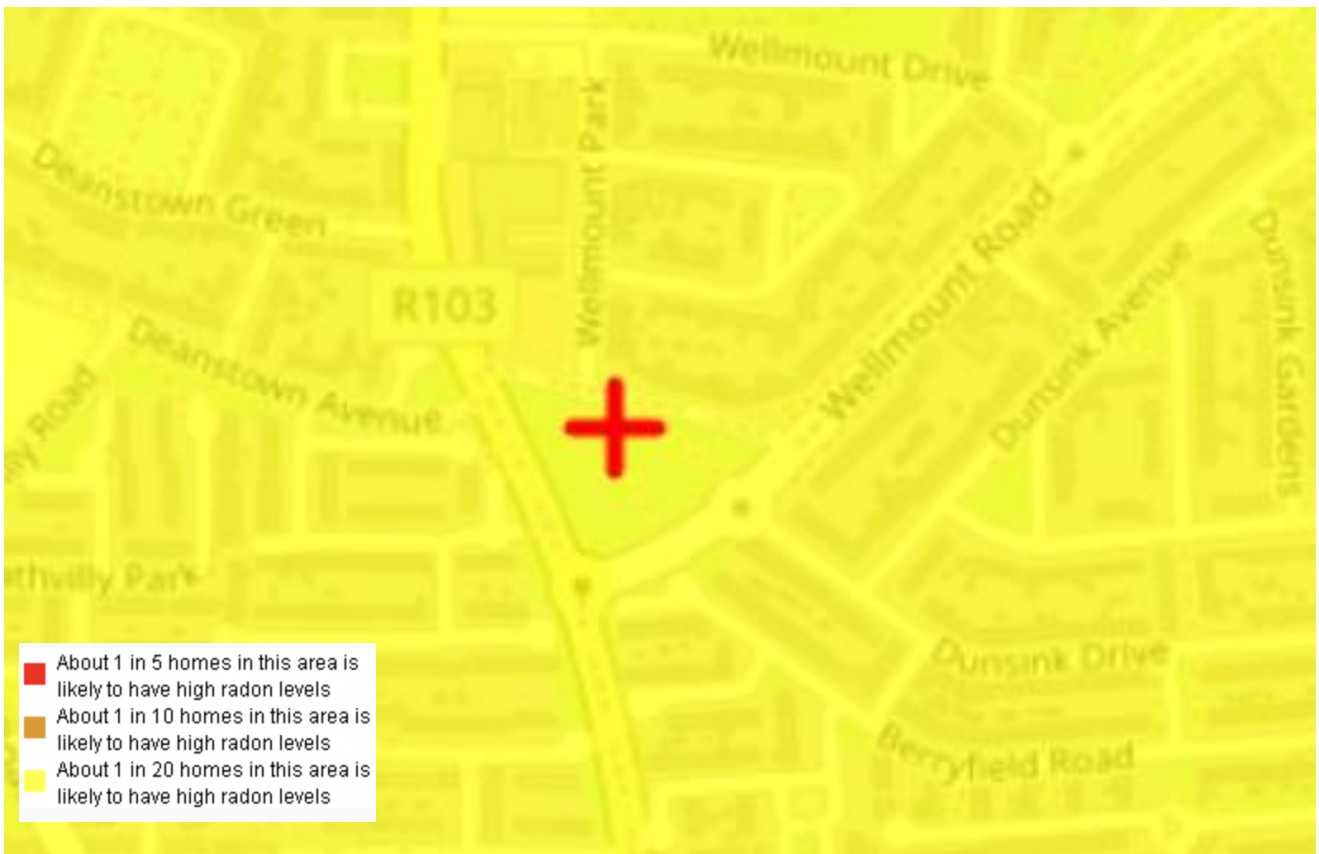 Wellmount Drive
Wellmount Park
Deanstown Green
Wellmount Road
Dunsink Gardens
Dunsink Avenue
R103
Deanstown Avenue
Road
Park
Dunsink Drive
Berryfield Road
About 1 in 5 homes in this area is
likely to have high radon levels
About 1 in 10 homes in this area is
likely to have high radon levels
About 1 in 20 homes in this area is
likely to have high radon levels